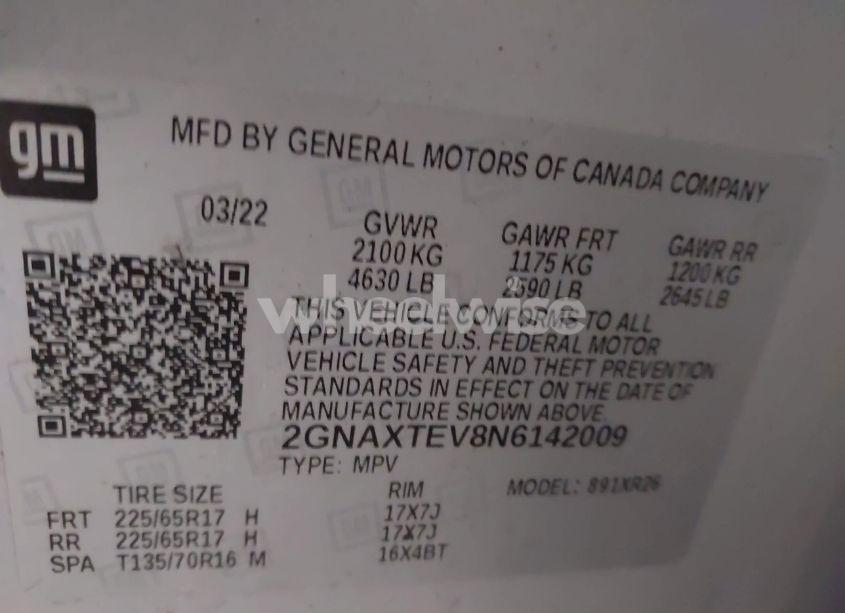 gm
MFD BY GENERAL MOTORS OF CANADA COMPANY
03/22
GVWR GAWR FRT GAWR RR
2100 KG 1175 KG 1200 KG
4630 LB 2590 LB 2645 LB
wheelwise
THIS VEHICLE CONFORMS TO ALL
APPLICABLE U.S. FEDERAL MOTOR
VEHICLE SAFETY AND THEFT PREVENTION
STANDARDS IN EFFECT ON THE DATE OF
MANUFACTURE SHOWN ABOVE.
2GNAXTEV8N6142009
TYPE: MPV MODEL: 891XR26
TIRE SIZE RIM
FRT 225/65R17 H 17X7J
RR 225/65R17 H 17X7J
SPA T135/70R16 M 16X4BT